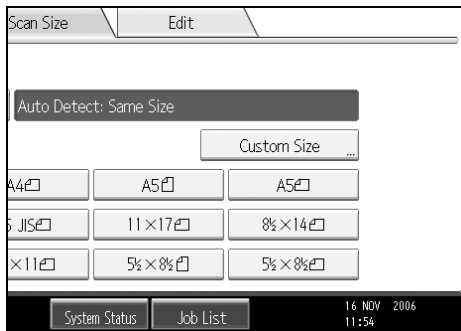 Scan Size Edit
Auto Detect: Same Size
Custom Size ...
A4 A5 A5
JIS 11×17 8½×14
×11 5½×8½ 5½×8½
System Status Job List 16 NOV 2006
11:54